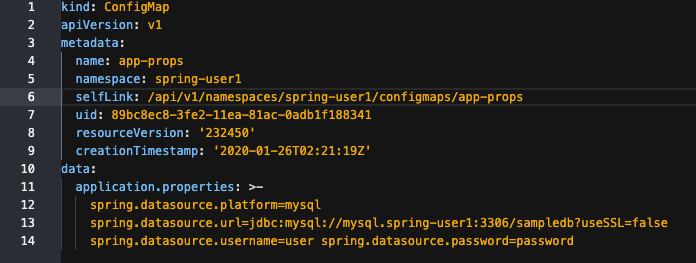 1 kind: ConfigMap
2 apiVersion: v1
3 metadata:
4 name: app-props
5 namespace: spring-user1
6 selfLink: /api/v1/namespaces/spring-user1/configmaps/app-props
7 uid: 89bc8ec8-3fe2-11ea-81ac-0adb1f188341
8 resourceVersion: '232450'
9 creationTimestamp: '2020-01-26T02:21:19Z'
10 data:
11 application.properties: >-
12 spring.datasource.platform=mysql
13 spring.datasource.url=jdbc:mysql://mysql.spring-user1:3306/sampledb?useSSL=false
14 spring.datasource.username=user spring.datasource.password=password